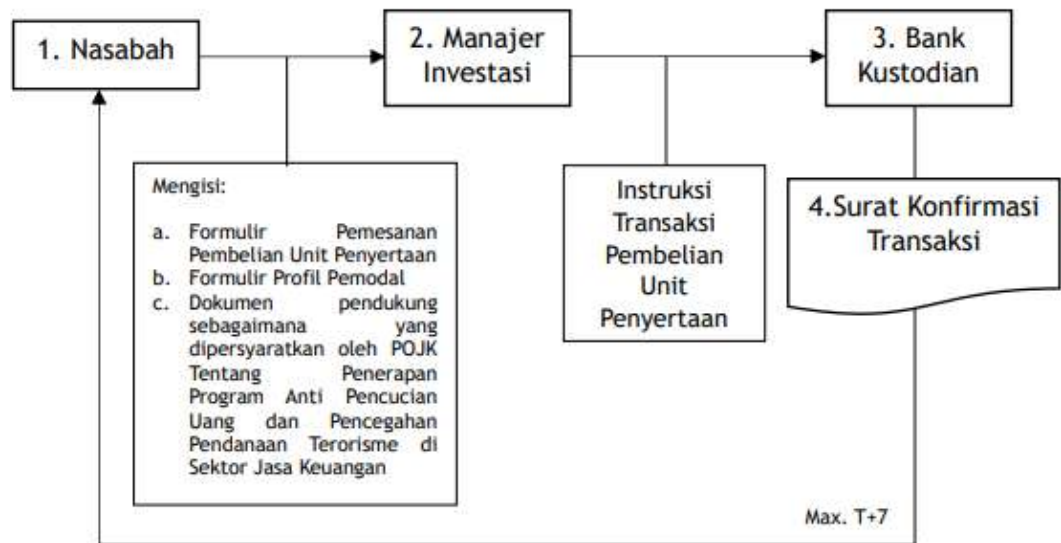 1. Nasabah
2. Manajer
Investasi
3. Bank
Kustodian
Mengisi:
a. Formulir Pemesanan
Pembelian Unit Penyertaan
b. Formulir Profil Pemodal
c. Dokumen pendukung
sebagaimana yang
dipersyaratkan oleh POJK
Tentang Penerapan
Program Anti Pencucian
Uang dan Pencegahan
Pendanaan Terorisme di
Sektor Jasa Keuangan
Instruksi
Transaksi
Pembelian
Unit
Penyertaan
4.Surat Konfirmasi
Transaksi
Max. T+7